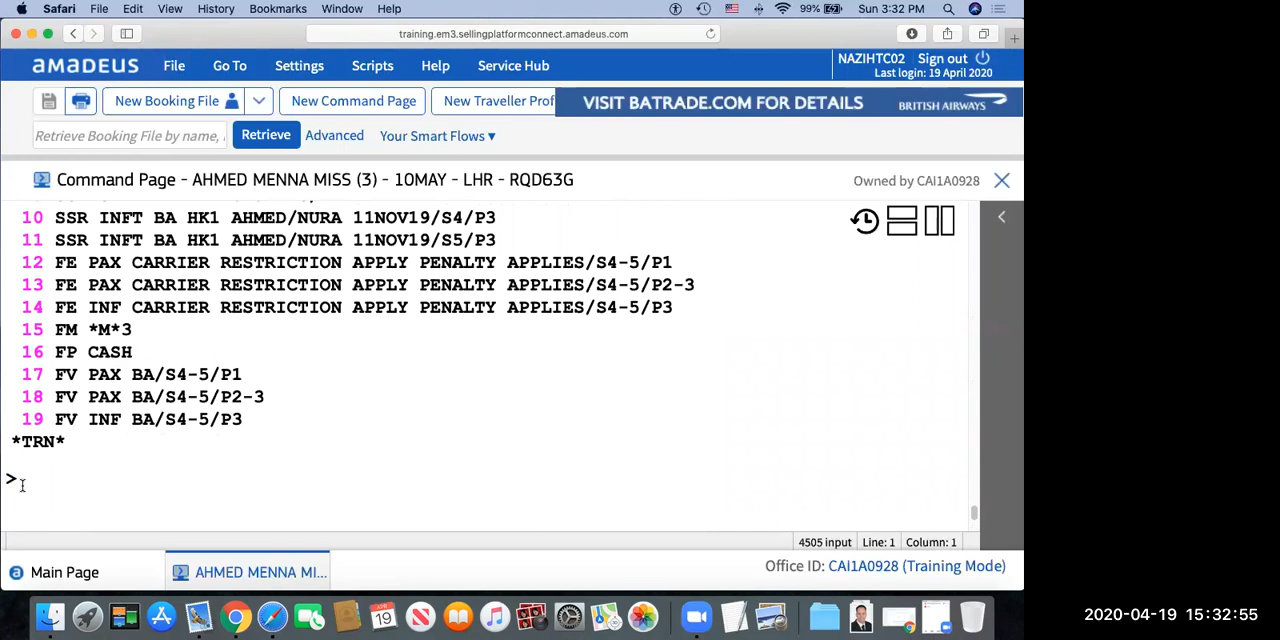 Safari File Edit View History Bookmarks Window Help 99% Sun 3:32 PM
training.em3.sellingplatformconnect.amadeus.com
amadeus File Go To Settings Scripts Help Service Hub NAZIHTC02 Sign out
Last login: 19 April 2020
New Booking File New Command Page New Traveller Prof VISIT BATRADE.COM FOR DETAILS BRITISH AIRWAYS
Retrieve Booking File by name, Retrieve Advanced Your Smart Flows
Command Page - AHMED MENNA MISS (3) - 10MAY - LHR - RQD63G Owned by CAI1A0928
10 SSR INFT BA HK1 AHMED/NURA 11NOV19/S4/P3
11 SSR INFT BA HK1 AHMED/NURA 11NOV19/S5/P3
12 FE PAX CARRIER RESTRICTION APPLY PENALTY APPLIES/S4-5/P1
13 FE PAX CARRIER RESTRICTION APPLY PENALTY APPLIES/S4-5/P2-3
14 FE INF CARRIER RESTRICTION APPLY PENALTY APPLIES/S4-5/P3
15 FM *M*3
16 FP CASH
17 FV PAX BA/S4-5/P1
18 FV PAX BA/S4-5/P2-3
19 FV INF BA/S4-5/P3
*TRN*
>
4505 input Line: 1 Column: 1
a Main Page AHMED MENNA MI... Office ID: CAI1A0928 (Training Mode)
19
2020-04-19 15:32:55